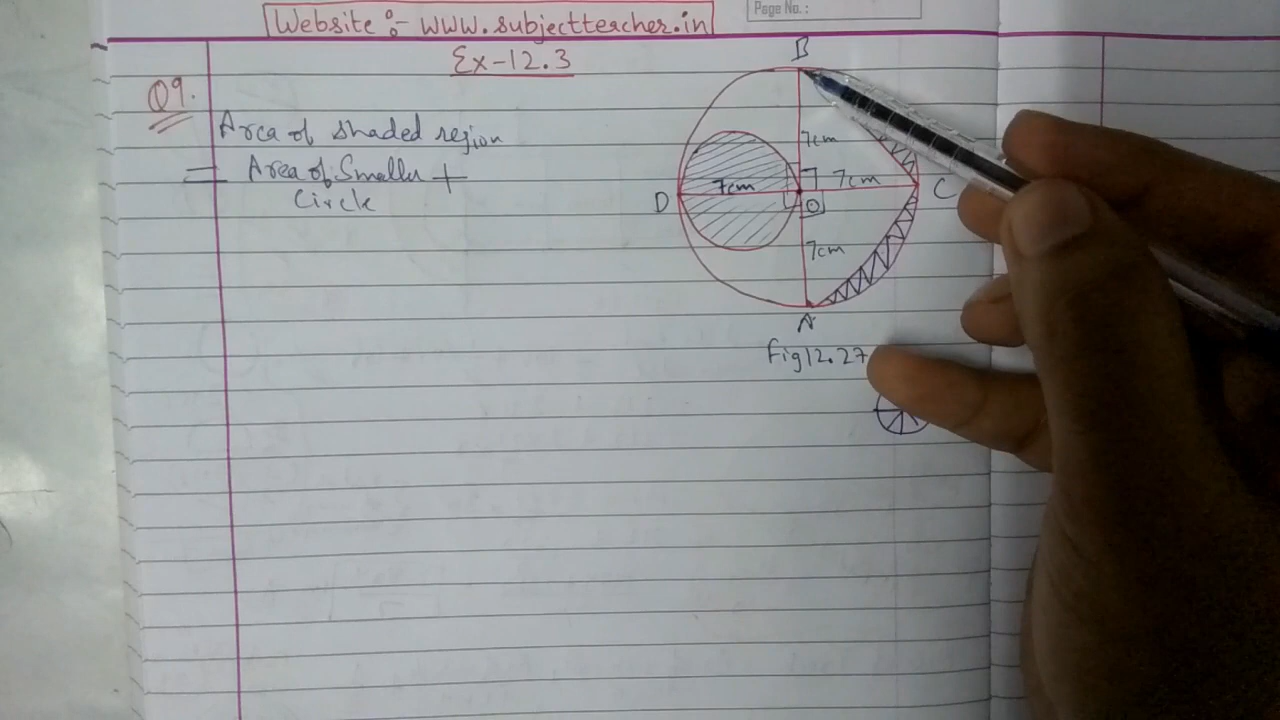 Page No. :
Website :- www.subjectteacher.in
Ex-12.3
Q9.
Area of shaded region
= Area of Smaller +
Circle
B
7cm
7cm
7cm
D
O
C
7cm
A
Fig 12.27